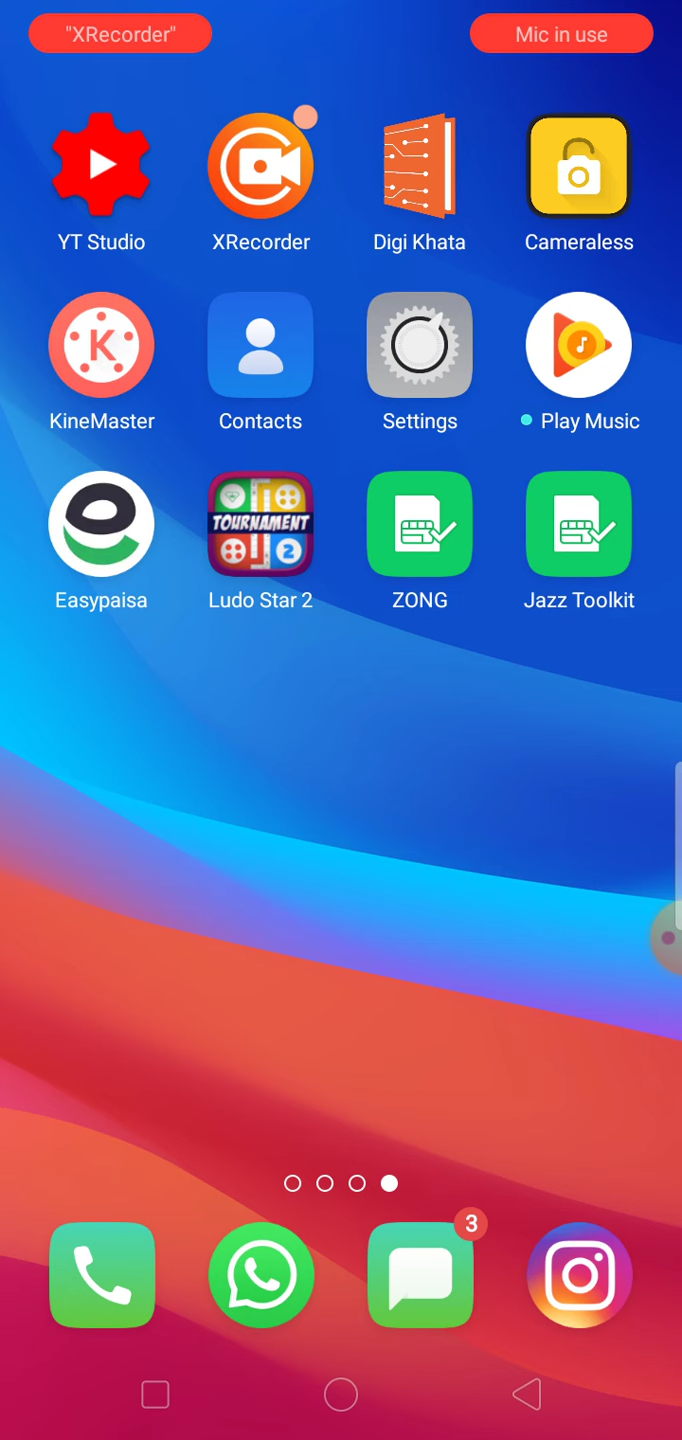 "XRecorder" Mic in use
YT Studio XRecorder Digi Khata Cameraless
K
KineMaster Contacts Settings Play Music
TOURNAMENT
2
Easypaisa Ludo Star 2 ZONG Jazz Toolkit
3